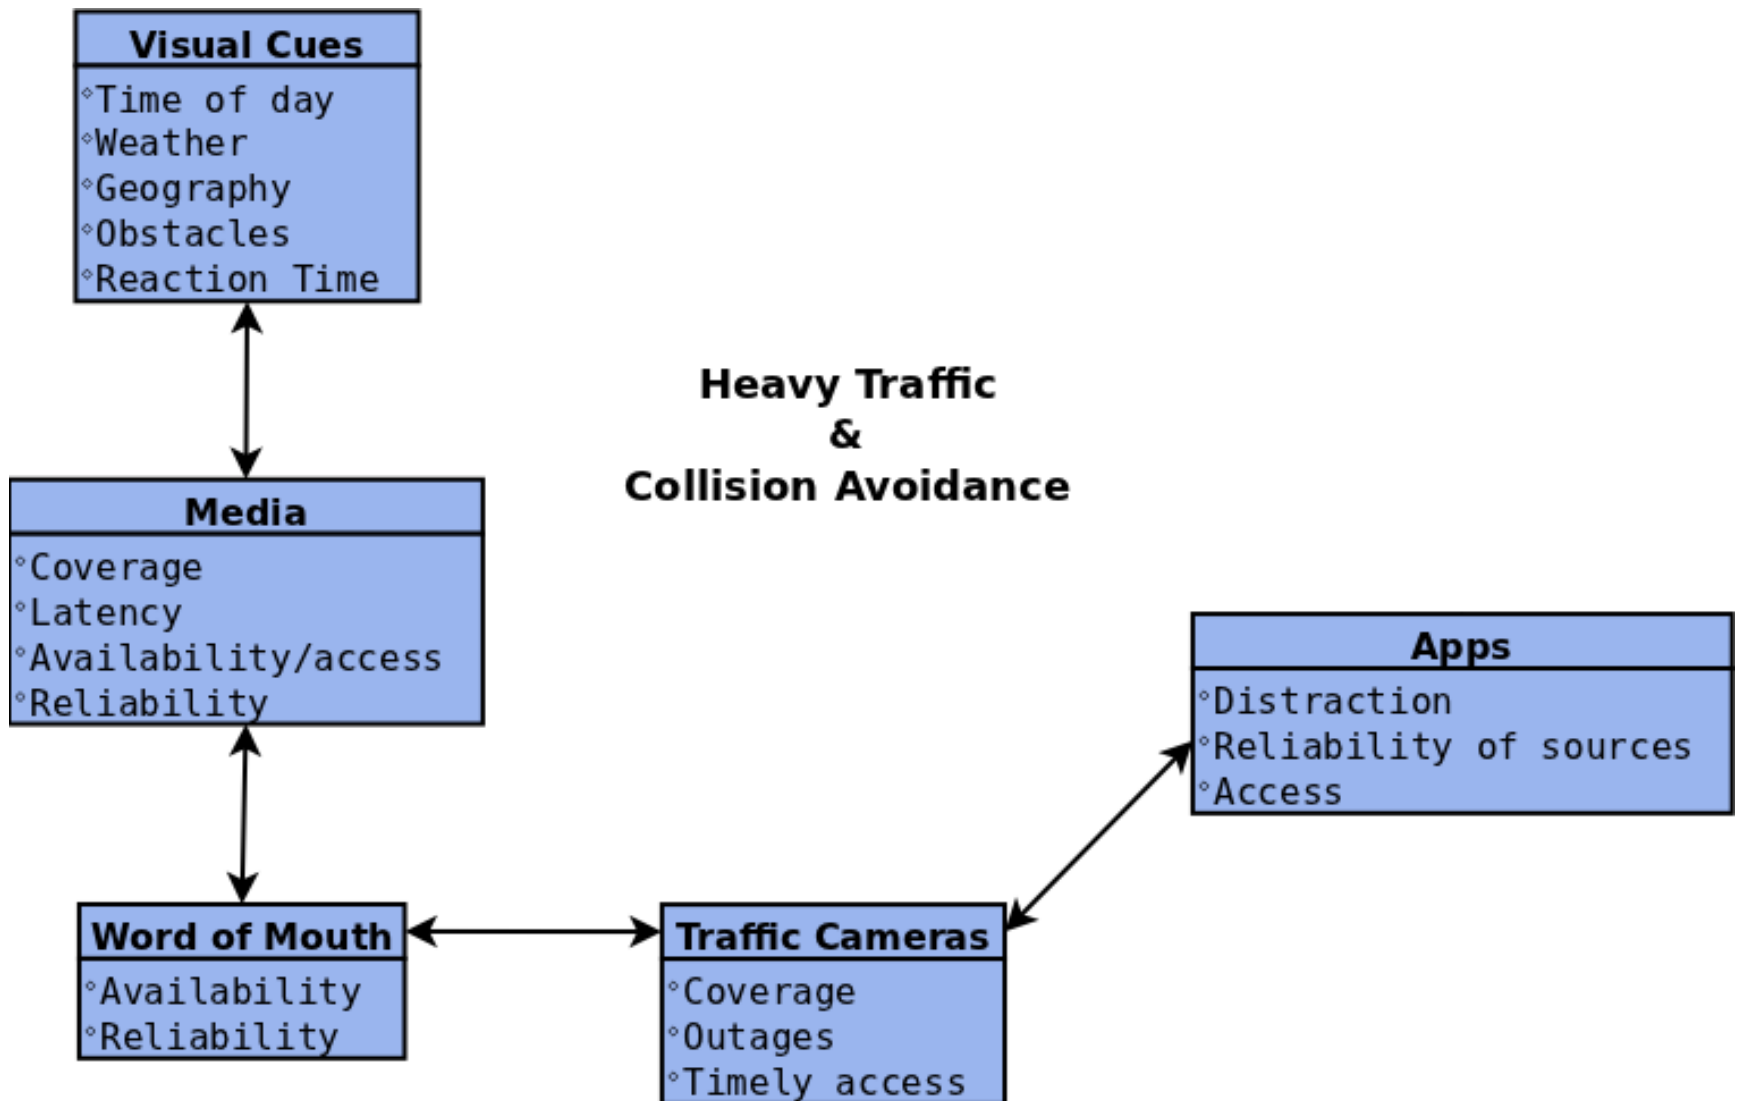 Visual Cues
Time of day
Weather
Geography
Obstacles
Reaction Time
Heavy Traffic
&
Collision Avoidance
Media
Coverage
Latency
Availability/access
Reliability
Apps
Distraction
Reliability of sources
Access
Word of Mouth
Availability
Reliability
Traffic Cameras
Coverage
Outages
Timely access